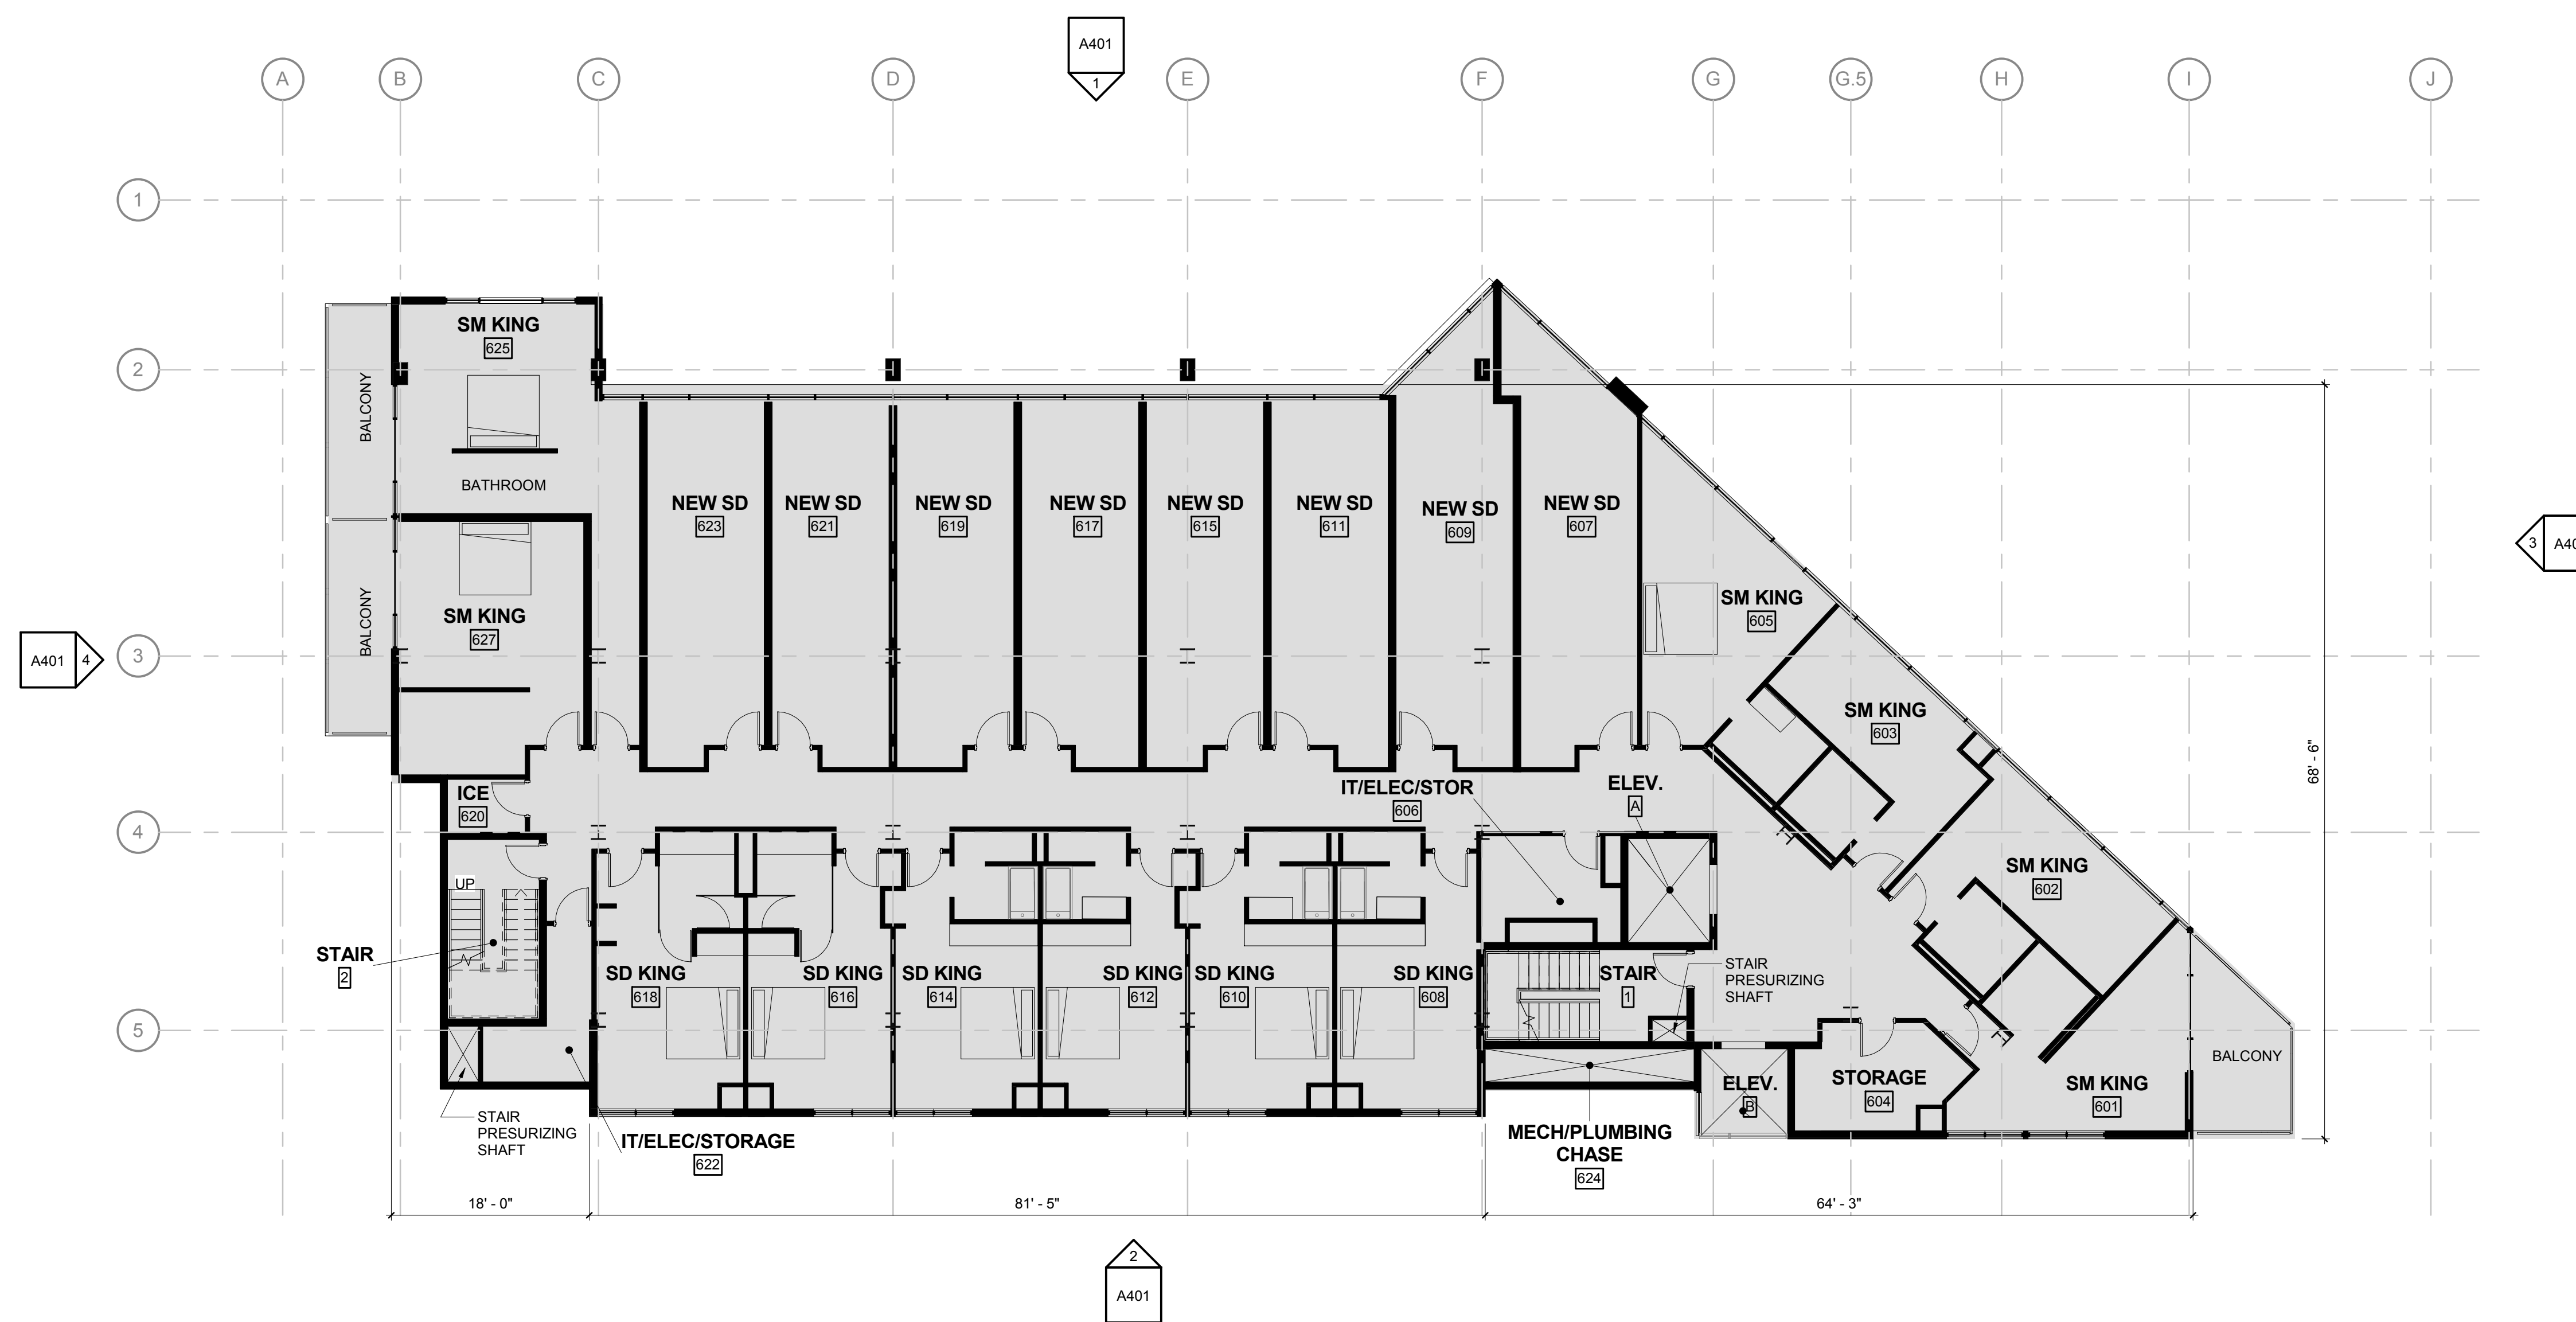 A401
1
A
B
C
D
E
F
G
G.5
H
I
J
1
2
3
4
5
SM KING
625
BALCONY
BATHROOM
NEW SD
623
NEW SD
621
NEW SD
619
NEW SD
617
NEW SD
615
NEW SD
611
NEW SD
609
NEW SD
607
3
A40
BALCONY
SM KING
627
SM KING
605
A401
4
SM KING
603
68' - 6"
ICE
620
IT/ELEC/STOR
606
ELEV.
A
SM KING
602
UP
STAIR
2
SD KING
618
SD KING
616
SD KING
614
SD KING
612
SD KING
610
SD KING
608
STAIR
1
STAIR
PRESURIZING
SHAFT
BALCONY
ELEV.
B
STORAGE
604
SM KING
601
STAIR
PRESURIZING
SHAFT
IT/ELEC/STORAGE
622
MECH/PLUMBING
CHASE
624
18' - 0"
81' - 5"
64' - 3"
2
A401